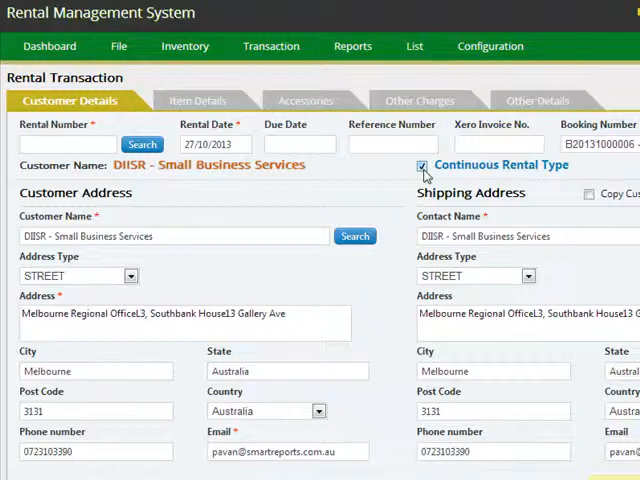 Rental Management System
Dashboard File Inventory Transaction Reports List Configuration
Rental Transaction
Customer Details Item Details Accessories Other Charges Other Details
Rental Number * Rental Date * Due Date Reference Number Xero Invoice No. Booking Number
Search 27/10/2013 B20131000006 -
Customer Name: DIISR - Small Business Services Continuous Rental Type
Customer Address Shipping Address Copy Cus
Customer Name * Contact Name *
DIISR - Small Business Services Search DIISR - Small Business Services
Address Type Address Type
STREET STREET
Address * Address
Melbourne Regional OfficeL3, Southbank House13 Gallery Ave Melbourne Regional OfficeL3, Southbank House13 G
City State City State
Melbourne Australia Melbourne Austral
Post Code Country Post Code Countr
3131 Australia 3131 Austra
Phone number Email * Phone number Email
0723103390 pavan@smartreports.com.au 0723103390 pavan